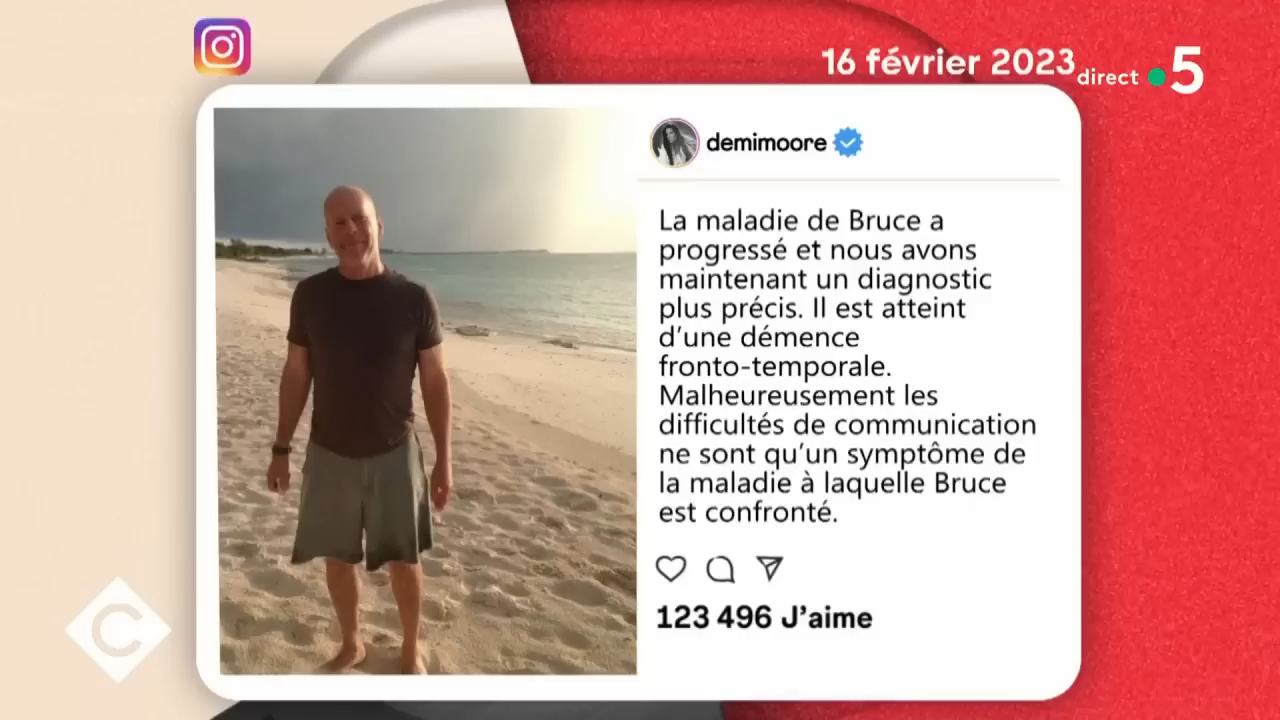 16 février 2023
direct 5
demimoore
La maladie de Bruce a
progressé et nous avons
maintenant un diagnostic
plus précis. Il est atteint
d’une démence
fronto-temporale.
Malheureusement les
difficultés de communication
ne sont qu’un symptôme de
la maladie à laquelle Bruce
est confronté.
123 496 J’aime
C